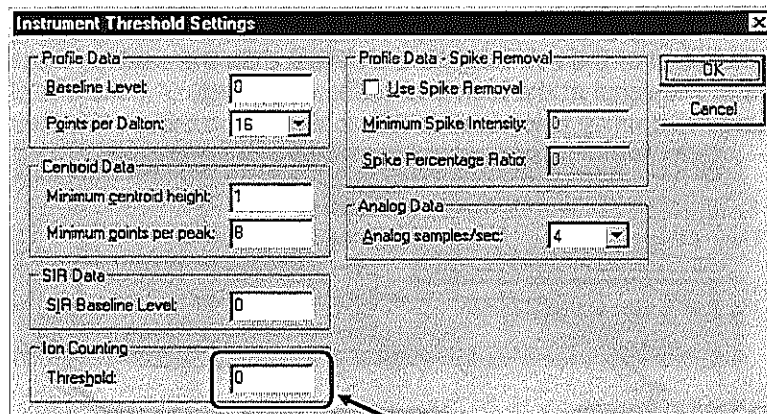 Instrument Threshold Settings
Profile Data
Baseline Level: 0
Points per Dalton: 16
Centroid Data
Minimum centroid height: 1
Minimum points per peak: 8
SIR Data
SIR Baseline Level: 0
Ion Counting
Threshold: 0
Profile Data - Spike Removal
Use Spike Removal
Minimum Spike Intensity: 0
Spike Percentage Ratio: 0
Analog Data
Analog samples/sec: 4
OK
Cancel